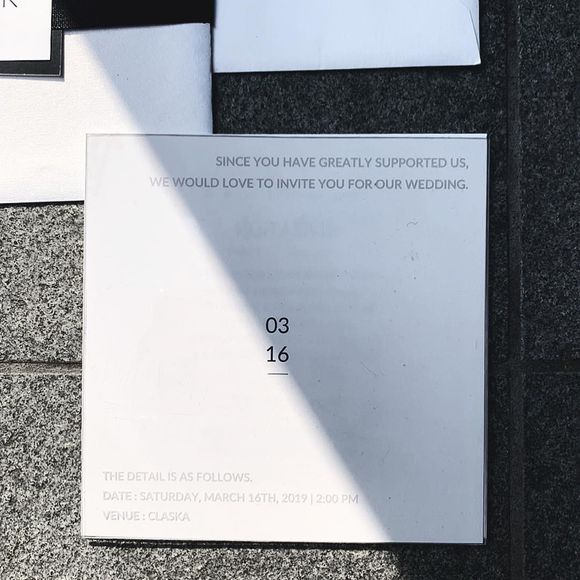 SINCE YOU HAVE GREATLY SUPPORTED US,
WE WOULD LOVE TO INVITE YOU FOR OUR WEDDING.
03
16
THE DETAIL IS AS FOLLOWS.
DATE : SATURDAY, MARCH 16TH, 2019 | 2:00 PM
VENUE : CLASKA